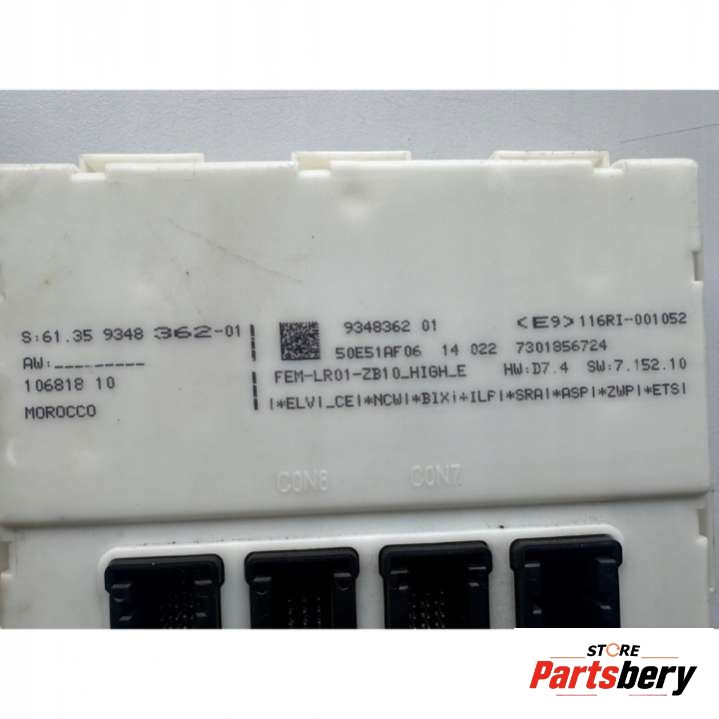 S:61.35 9348 362-01
AW:_ _ _ _ _ _ _ _
106818 10
MOROCCO
9348362 01
<E9>116RI-001052
50E51AF06 14 022 7301856724
FEM-LR01-ZB10_HIGH_E HW:D7.4 SW:7.152.10
|*ELV|_CE|*NCW|*BIX|+ILF|*SRA|*ASP|*ZWP|*ETS|
CON6
CON7
STORE
Partsbery